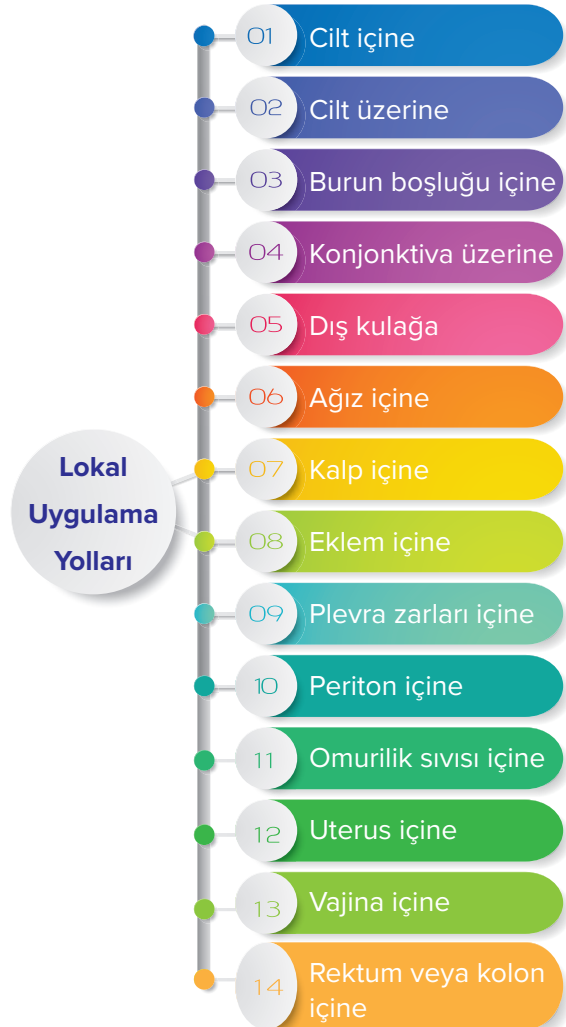 01 Cilt içine
02 Cilt üzerine
03 Burun boşluğu içine
04 Konjonktiva üzerine
05 Dış kulağa
06 Ağız içine
Lokal
Uygulama
Yolları
07 Kalp içine
08 Eklem içine
09 Plevra zarları içine
10 Periton içine
11 Omurilik sıvısı içine
12 Uterus içine
13 Vajina içine
14 Rektum veya kolon
içine